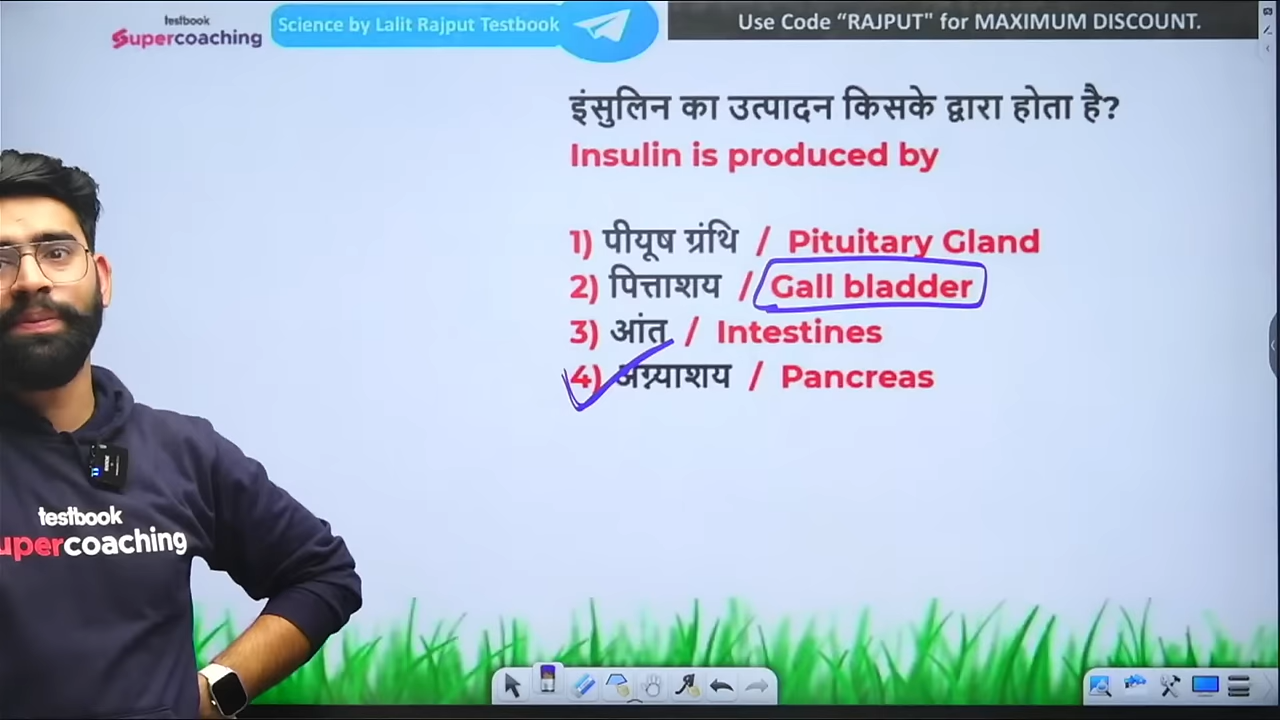 testbook
Supercoaching
Science by Lalit Rajput Testbook
Use Code “RAJPUT" for MAXIMUM DISCOUNT.
इंसुलिन का उत्पादन किसके द्वारा होता है?
Insulin is produced by
1) पीयूष ग्रंथि / Pituitary Gland
2) पित्ताशय / Gall bladder
3) आंत / Intestines
4) अग्न्याशय / Pancreas
testbook
upercoaching